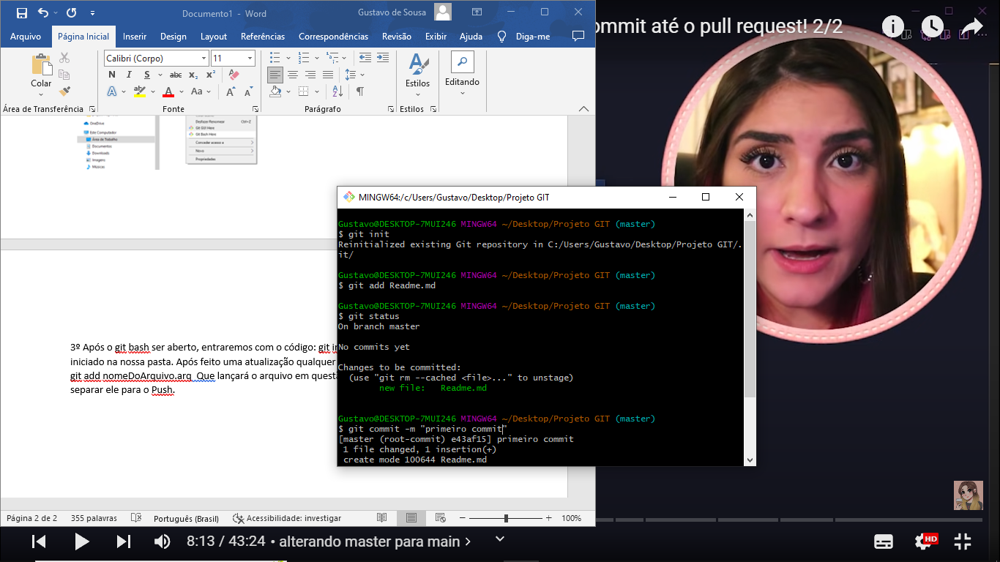 Documento1 - Word
Gustavo de Sousa
ommit até o pull request! 2/2
Arquivo
Página Inicial
Inserir
Design
Layout
Referências
Correspondências
Revisão
Exibir
Ajuda
Diga-me
Calibri (Corpo)
11
Colar
N I S abc x₂ x²
A
Aa
Estilos
Editando
Área de Transferência
Fonte
Parágrafo
Estilos
OneDrive
Este Computador
Área de Trabalho
Documentos
Downloads
Imagens
Músicas
Desfazer Renomear Ctrl+Z
Git GUI Here
Git Bash Here
Conceder acesso a
Novo
Propriedades
3º Após o git bash ser aberto, entraremos com o código: git in
iniciado na nossa pasta. Após feito uma atualização qualquer
git add nomeDoArquivo.arq Que lançará o arquivo em questã
separar ele para o Push.
MINGW64:/c/Users/Gustavo/Desktop/Projeto GIT
Gustavo@DESKTOP-7MUI246 MINGW64 ~/Desktop/Projeto GIT (master)
$ git init
Reinitialized existing Git repository in C:/Users/Gustavo/Desktop/Projeto GIT/.
it/
Gustavo@DESKTOP-7MUI246 MINGW64 ~/Desktop/Projeto GIT (master)
$ git add Readme.md
Gustavo@DESKTOP-7MUI246 MINGW64 ~/Desktop/Projeto GIT (master)
$ git status
On branch master
No commits yet
Changes to be committed:
(use "git rm --cached <file>..." to unstage)
new file: Readme.md
Gustavo@DESKTOP-7MUI246 MINGW64 ~/Desktop/Projeto GIT (master)
$ git commit -m "primeiro commit"
[master (root-commit) e43af15] primeiro commit
1 file changed, 1 insertion(+)
create mode 100644 Readme.md
Página 2 de 2
355 palavras
Português (Brasil)
Acessibilidade: investigar
100%
8:13 / 43:24 • alterando master para main
HD